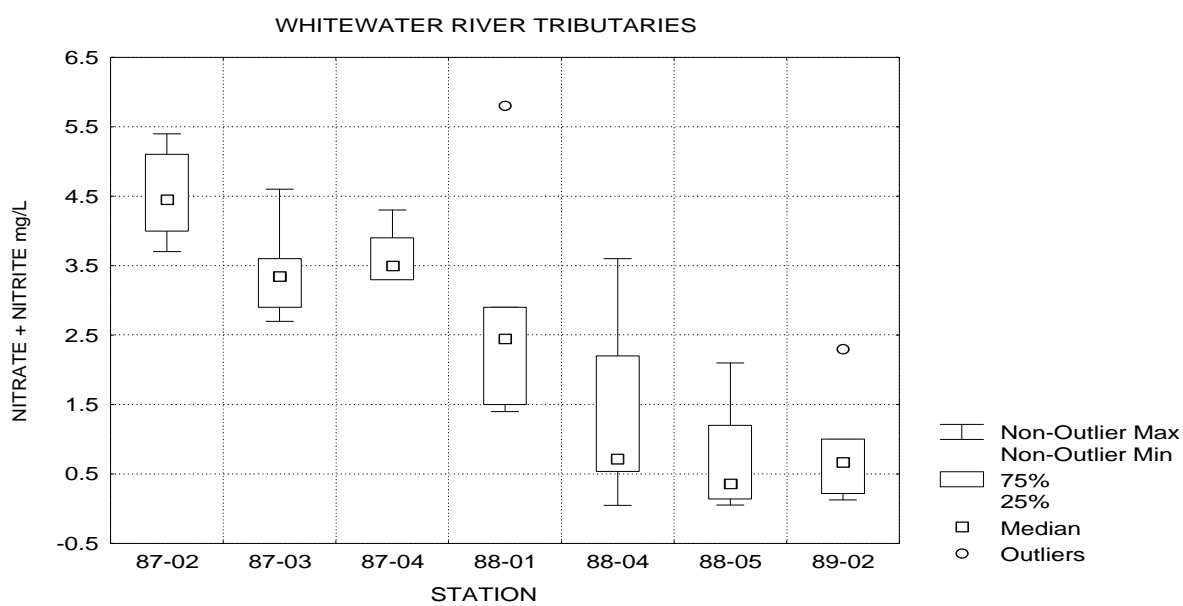 WHITEWATER RIVER TRIBUTARIES
NITRATE + NITRITE mg/L
6.5
5.5
4.5
3.5
2.5
1.5
0.5
-0.5
87-02 87-03 87-04 88-01 88-04 88-05 89-02
STATION
Non-Outlier Max
Non-Outlier Min
75%
25%
Median
Outliers